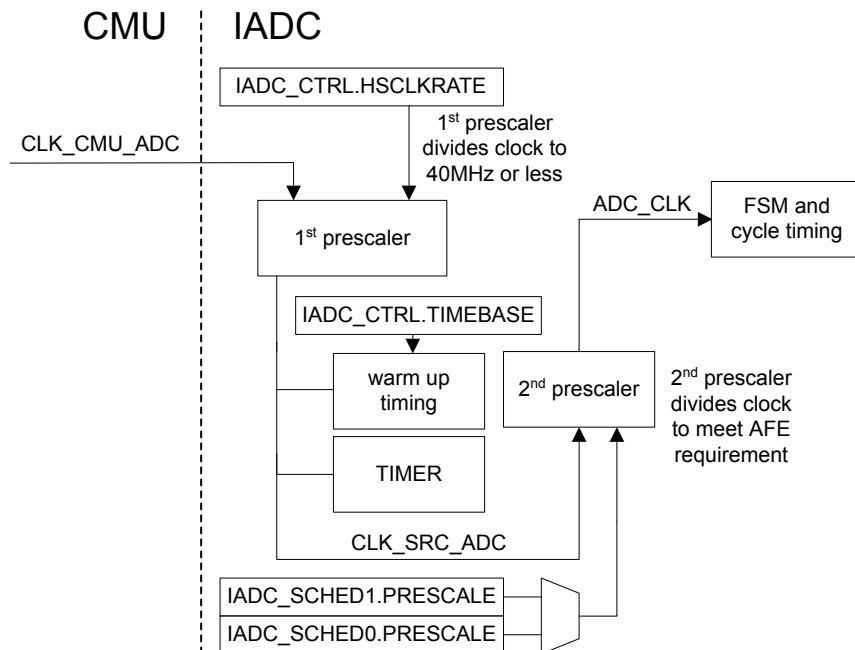 CMU
IADC
IADC_CTRL.HSCLKRATE
CLK_CMU_ADC
1st prescaler
divides clock to
40MHz or less
1st prescaler
ADC_CLK
FSM and
cycle timing
IADC_CTRL.TIMEBASE
warm up
timing
2nd prescaler
2nd prescaler
divides clock
to meet AFE
requirement
TIMER
CLK_SRC_ADC
IADC_SCHED1.PRESCALE
IADC_SCHED0.PRESCALE